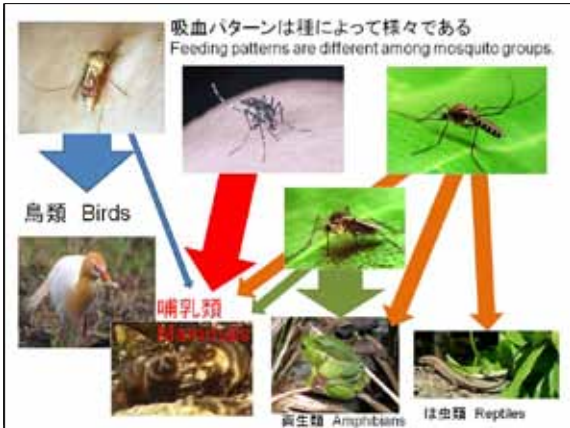 吸血パターンは種によって様々である
Feeding patterns are different among mosquito groups.
鳥類 Birds
哺乳類
Mammals
両生類 Amphibians
は虫類 Reptiles